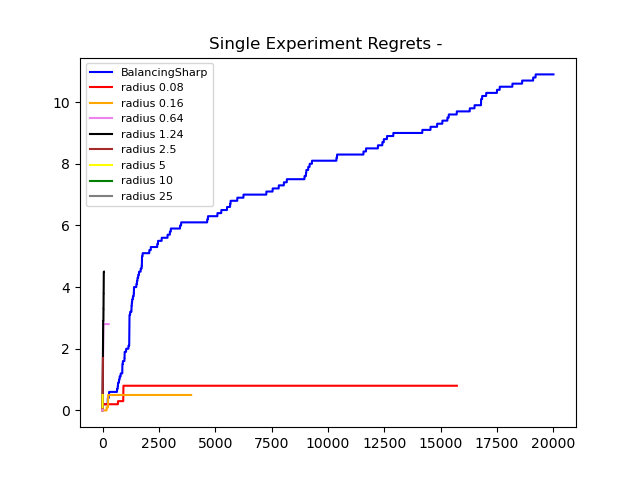 Single Experiment Regrets -
BalancingSharp
radius 0.08
radius 0.16
radius 0.64
radius 1.24
radius 2.5
radius 5
radius 10
radius 25
10
8
6
4
2
0
0 2500 5000 7500 10000 12500 15000 17500 20000